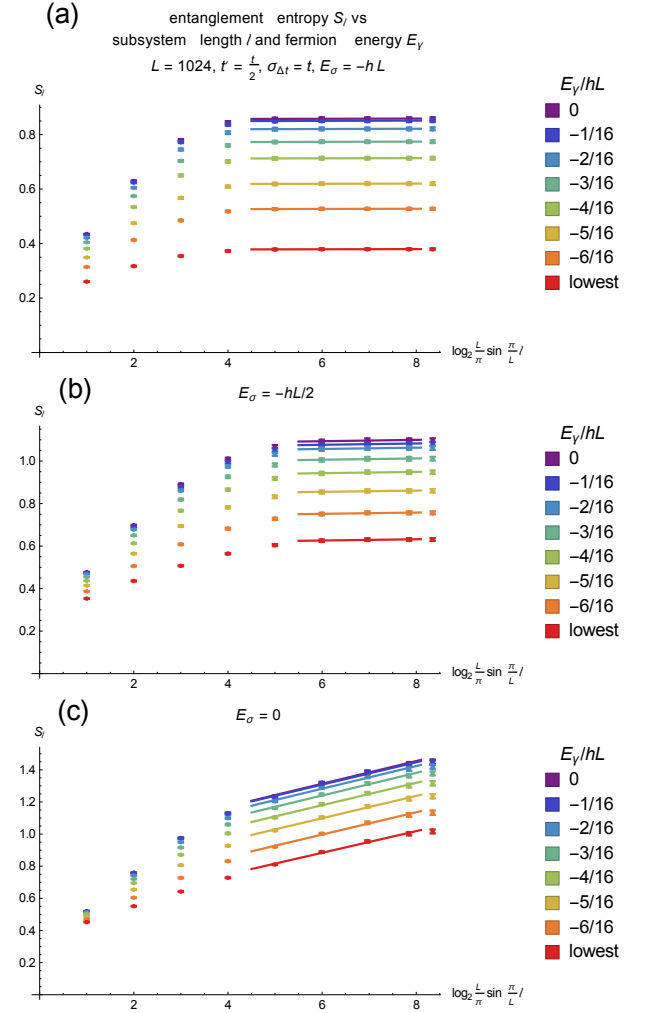 (a)
entanglement entropy S_l vs
subsystem length l and fermion energy E_γ
L = 1024, t' = t/2, σ_Δt = t, E_σ = -h L
S_l
0.8
0.6
0.4
0.2
2 4 6 8
log₂ L/π sin π/L l
E_γ/hL
0
-1/16
-2/16
-3/16
-4/16
-5/16
-6/16
lowest
(b)
E_σ = -hL/2
S_l
1.0
0.8
0.6
0.4
0.2
2 4 6 8
log₂ L/π sin π/L l
E_γ/hL
0
-1/16
-2/16
-3/16
-4/16
-5/16
-6/16
lowest
(c)
E_σ = 0
S_l
1.4
1.2
1.0
0.8
0.6
0.4
0.2
2 4 6 8
log₂ L/π sin π/L l
E_γ/hL
0
-1/16
-2/16
-3/16
-4/16
-5/16
-6/16
lowest